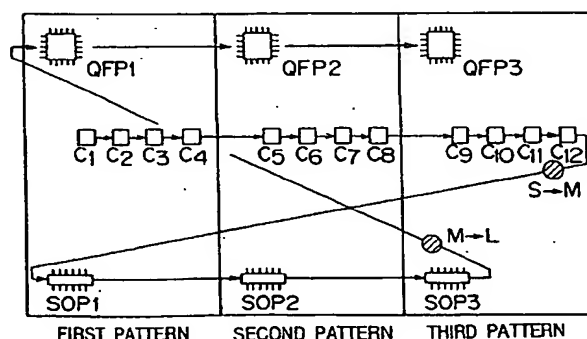 QFP1 QFP2 QFP3
C1 C2 C3 C4 C5 C6 C7 C8 C9 C10 C11 C12
S→M
M→L
SOP1 SOP2 SOP3
FIRST PATTERN SECOND PATTERN THIRD PATTERN